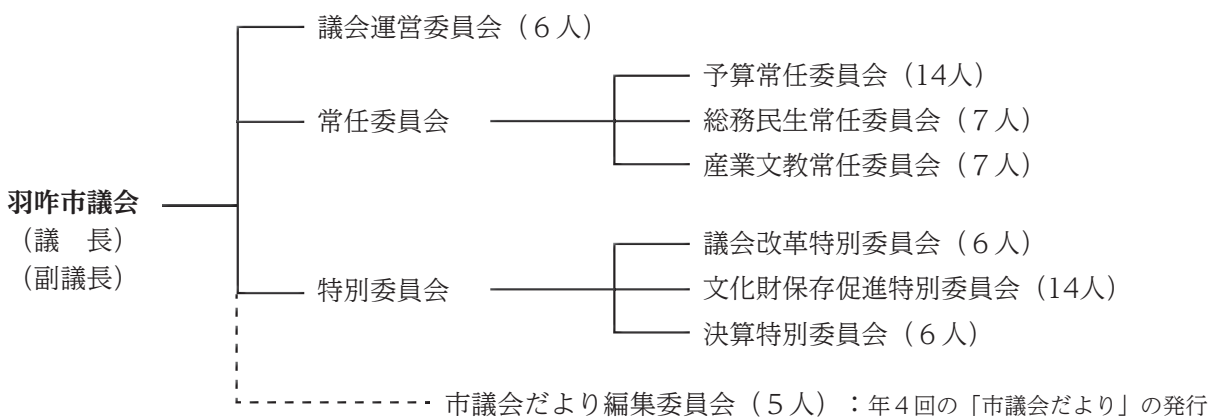 議会運営委員会（６人）
常任委員会
予算常任委員会（14人）
総務民生常任委員会（７人）
産業文教常任委員会（７人）
羽咋市議会
（議　長）
（副議長）
特別委員会
議会改革特別委員会（６人）
文化財保存促進特別委員会（14人）
決算特別委員会（６人）
市議会だより編集委員会（５人）：年４回の「市議会だより」の発行